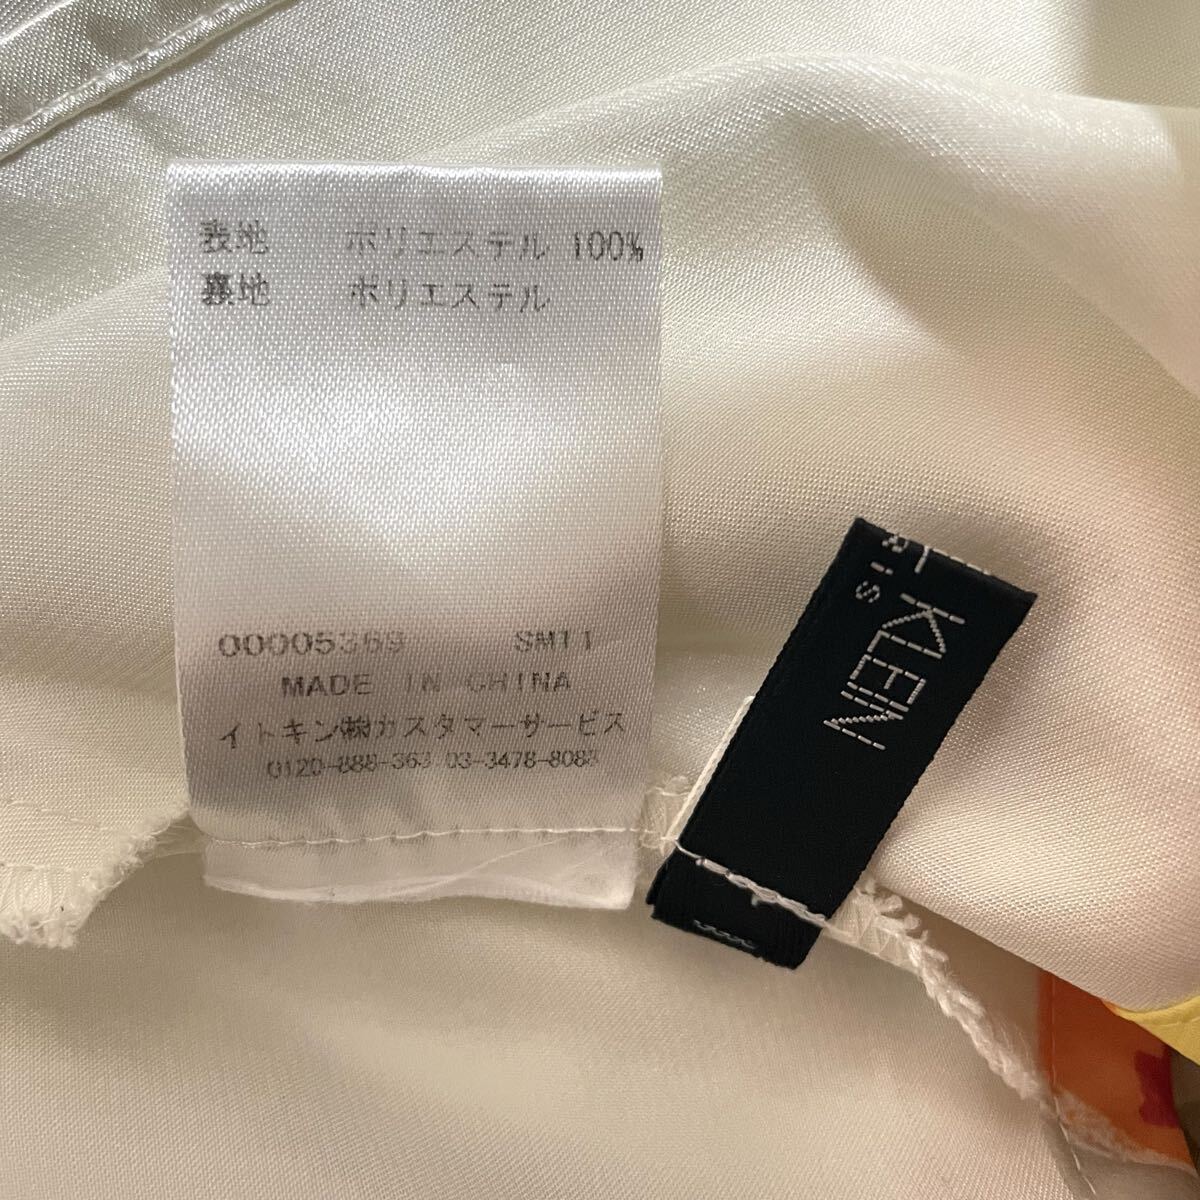 表地 ポリエステル 100%
裏地 ポリエステル
00005369 SM11
MADE IN CHINA
イトキン㈱カスタマーサービス
0120-888-363 03-3478-8088
KLEIN
Ris